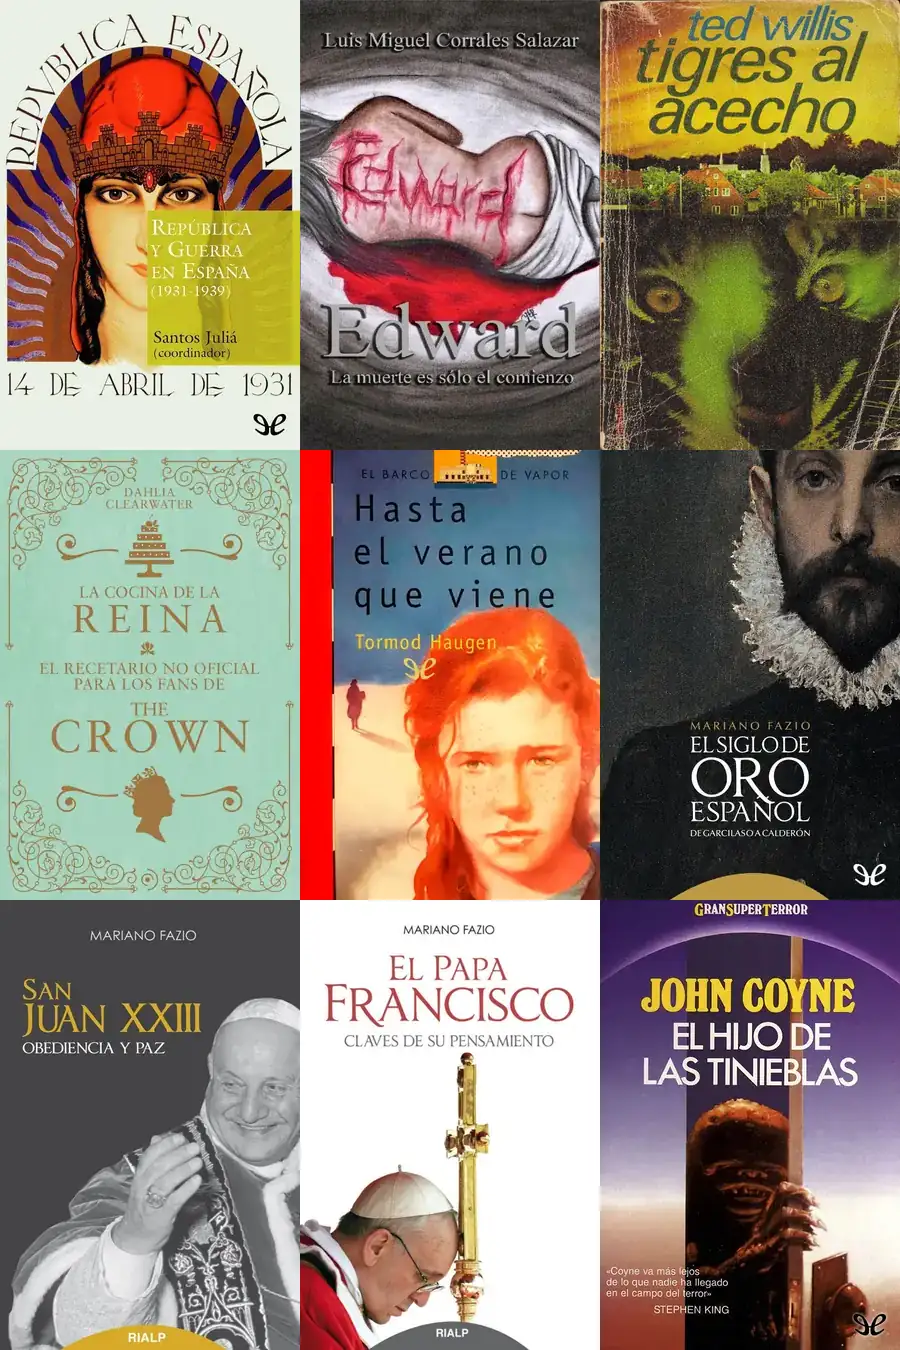 REPVBLICA ESPAÑOLA
REPÚBLICA
Y GUERRA
EN ESPAÑA
(1931-1939)
Santos Juliá
(coordinador)
14 DE ABRIL DE 1931
Luis Miguel Corrales Salazar
Edward
Edward
La muerte es sólo el comienzo
ted willis
tigres al
acecho
DAHLIA
CLEARWATER
LA COCINA DE LA
REINA
EL RECETARIO NO OFICIAL
PARA LOS FANS DE
THE
CROWN
EL BARCO DE VAPOR
Hasta
el verano
que viene
Tormod Haugen
MARIANO FAZIO
EL SIGLO DE
ORO
ESPAÑOL
DE GARCILASO A CALDERÓN
MARIANO FAZIO
SAN
JUAN XXIII
OBEDIENCIA Y PAZ
RIALP
MARIANO FAZIO
EL PAPA
FRANCISCO
CLAVES DE SU PENSAMIENTO
RIALP
GRANSUPERTERROR
JOHN COYNE
EL HIJO DE
LAS TINIEBLAS
«Coyne va más lejos
de lo que nadie ha llegado
en el campo del terror»
STEPHEN KING